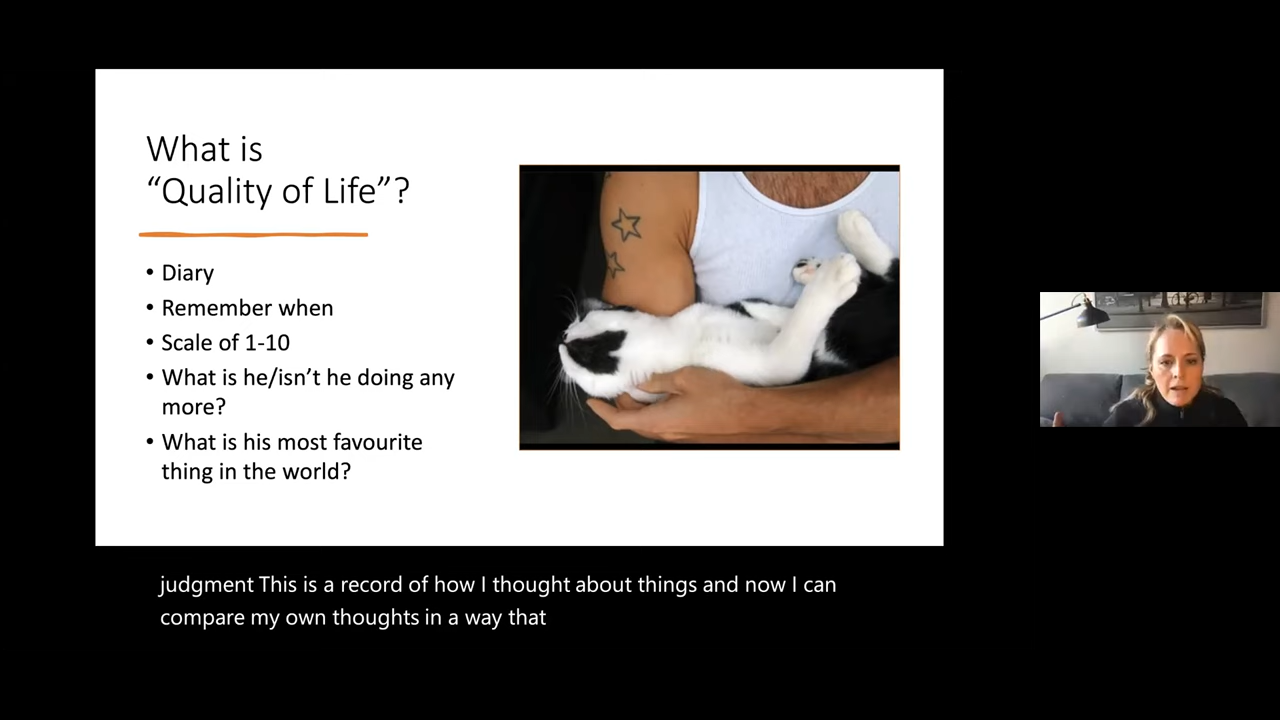 What is
“Quality of Life”?
• Diary
• Remember when
• Scale of 1-10
• What is he/isn’t he doing any
more?
• What is his most favourite
thing in the world?
judgment This is a record of how I thought about things and now I can
compare my own thoughts in a way that